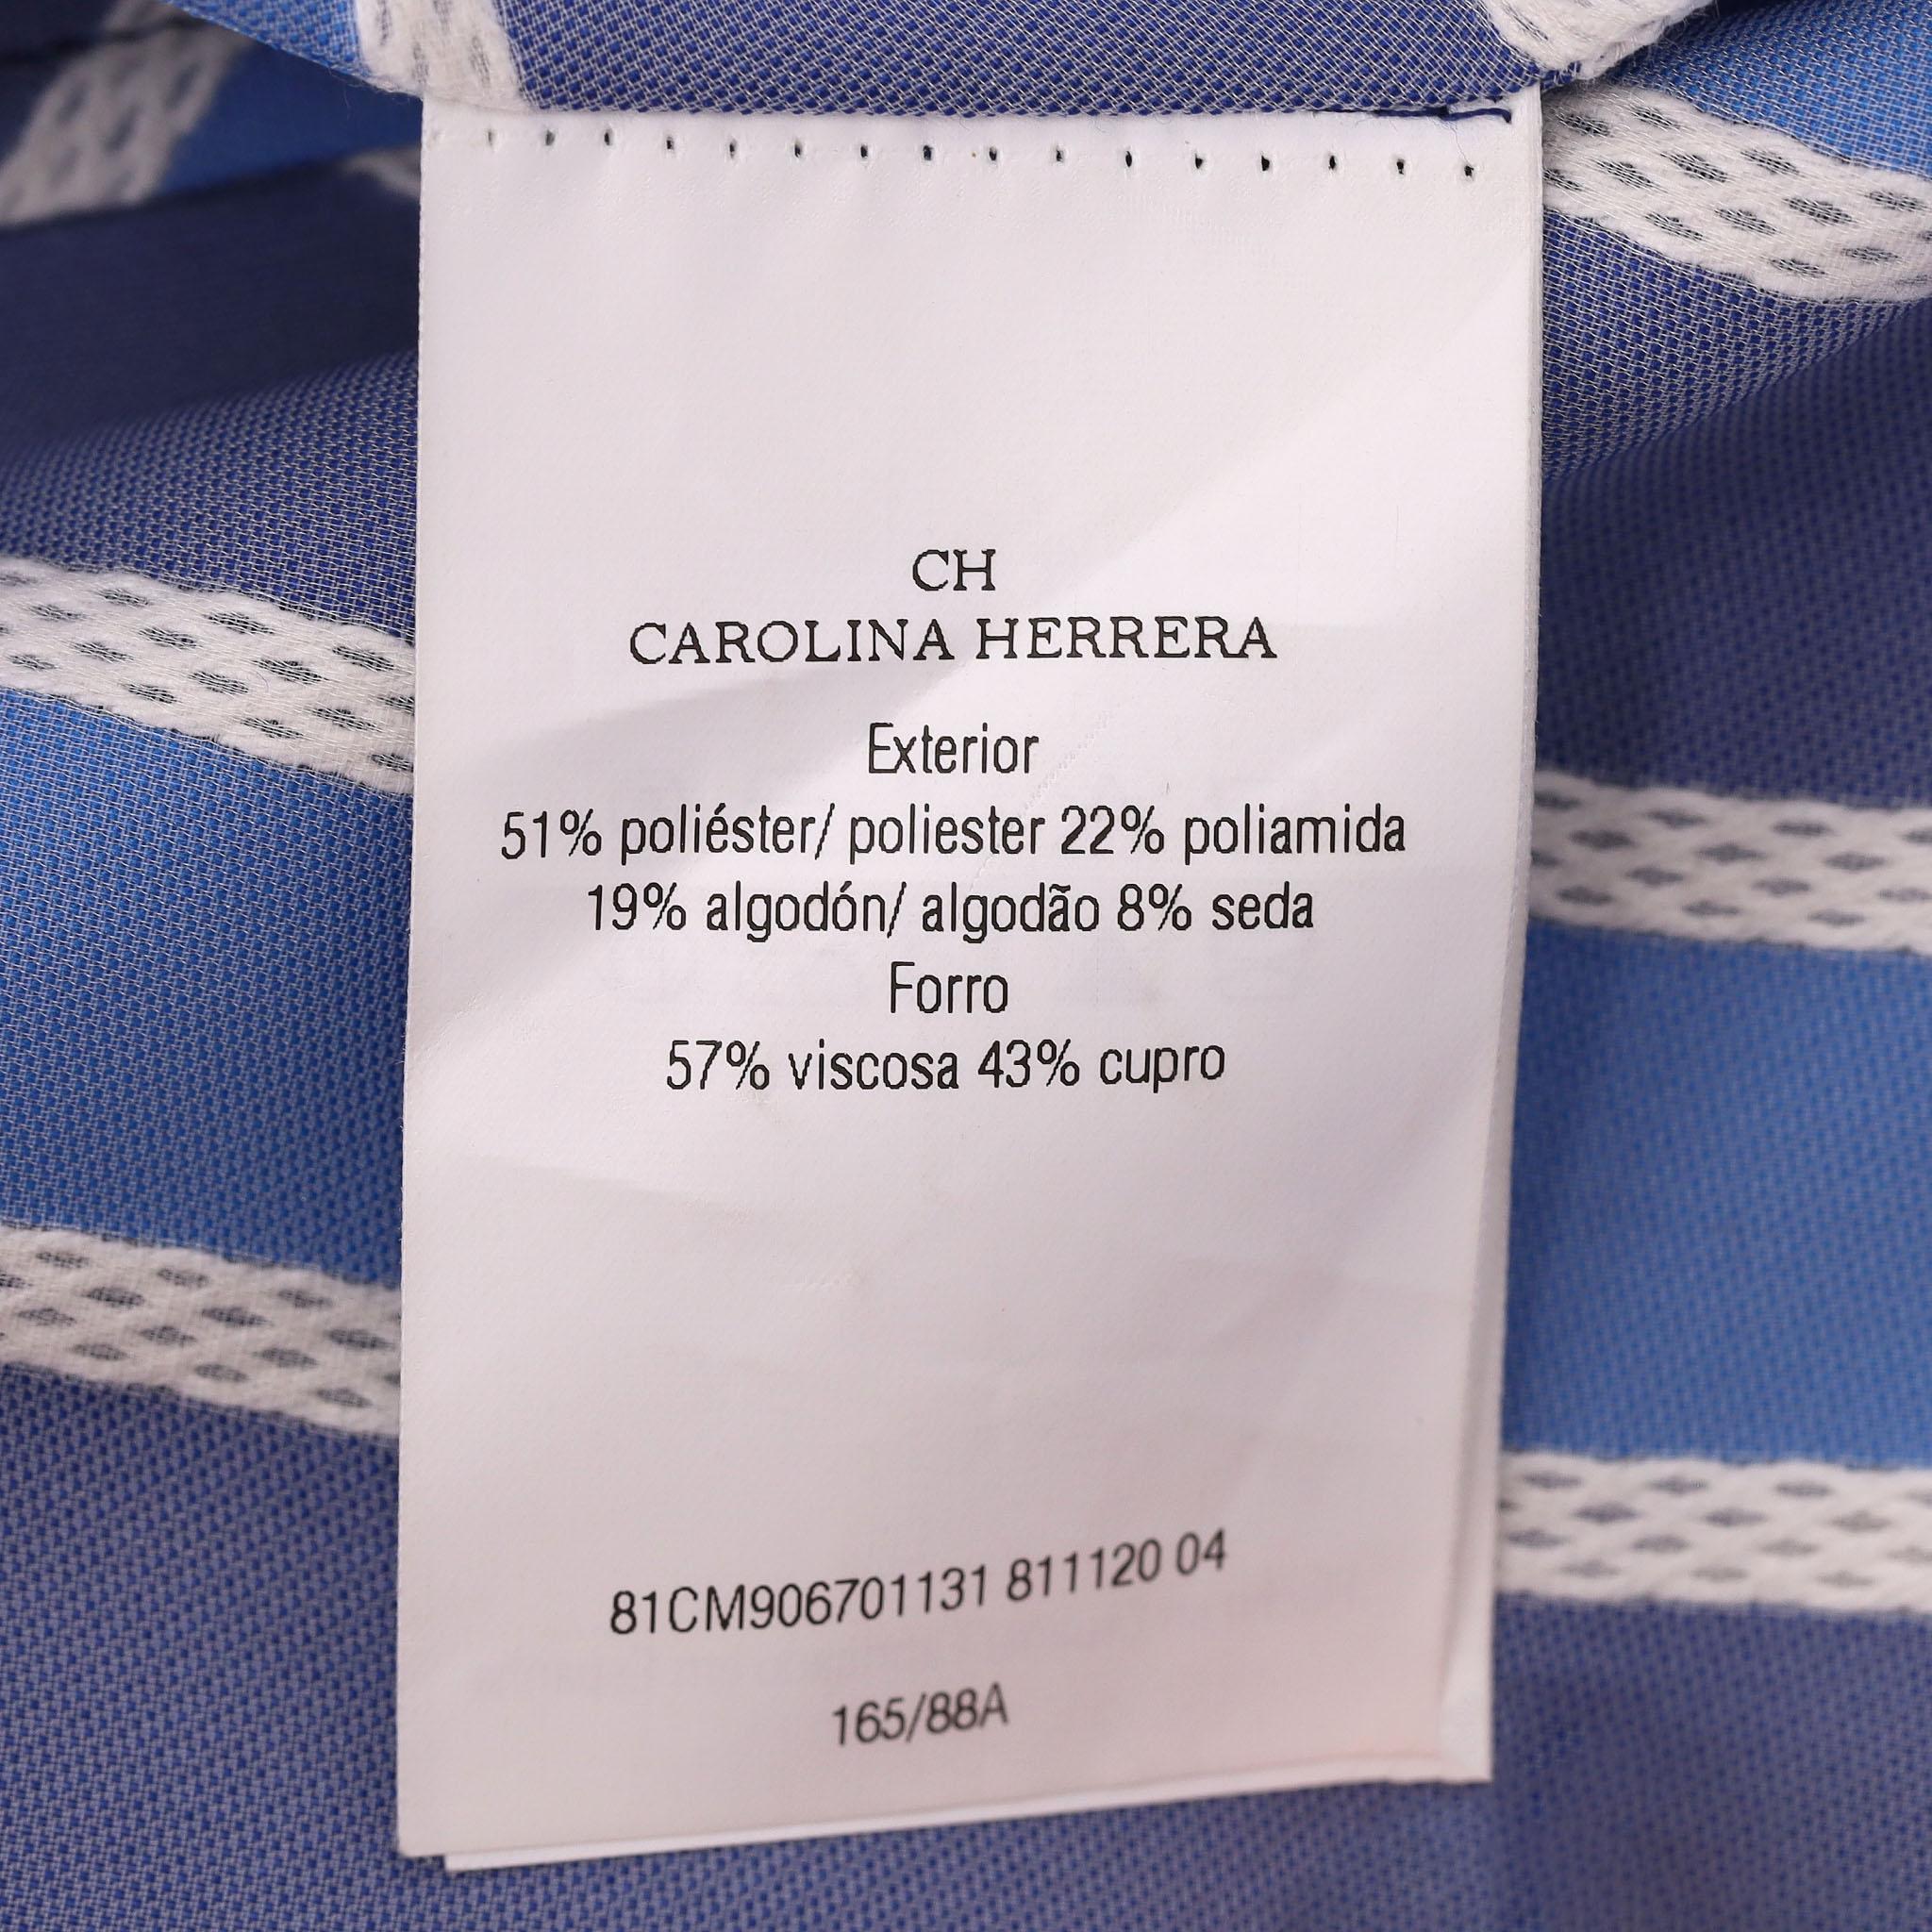 CH
CAROLINA HERRERA
Exterior
51% poliéster/ poliester 22% poliamida
19% algodón/ algodão 8% seda
Forro
57% viscosa 43% cupro
81CM906701131 811120 04
165/88A